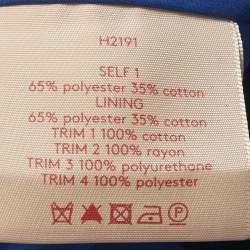 H2191
SELF 1
65% polyester 35% cotton
LINING
65% polyester 35% cotton
TRIM 1 100% cotton
TRIM 2 100% rayon
TRIM 3 100% polyurethane
TRIM 4 100% polyester
P